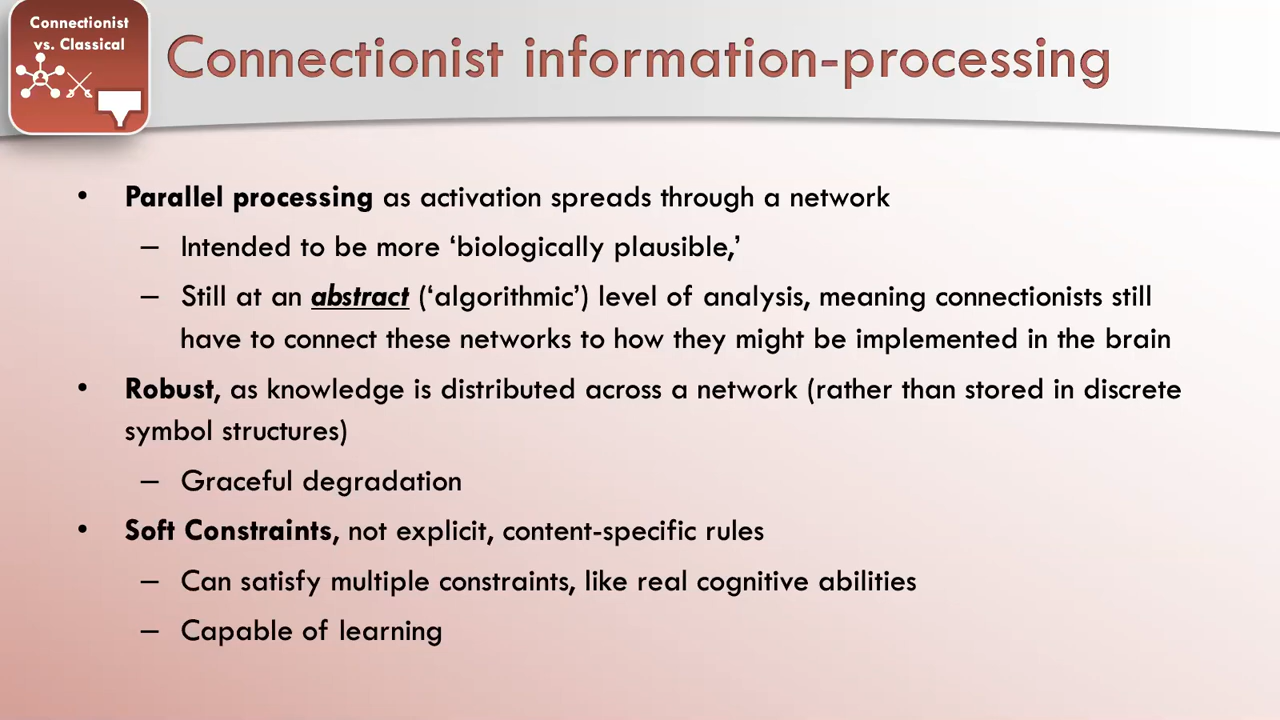 Connectionist
vs. Classical
Connectionist information-processing
• Parallel processing as activation spreads through a network
– Intended to be more ‘biologically plausible,’
– Still at an abstract (‘algorithmic’) level of analysis, meaning connectionists still
have to connect these networks to how they might be implemented in the brain
• Robust, as knowledge is distributed across a network (rather than stored in discrete
symbol structures)
– Graceful degradation
• Soft Constraints, not explicit, content-specific rules
– Can satisfy multiple constraints, like real cognitive abilities
– Capable of learning